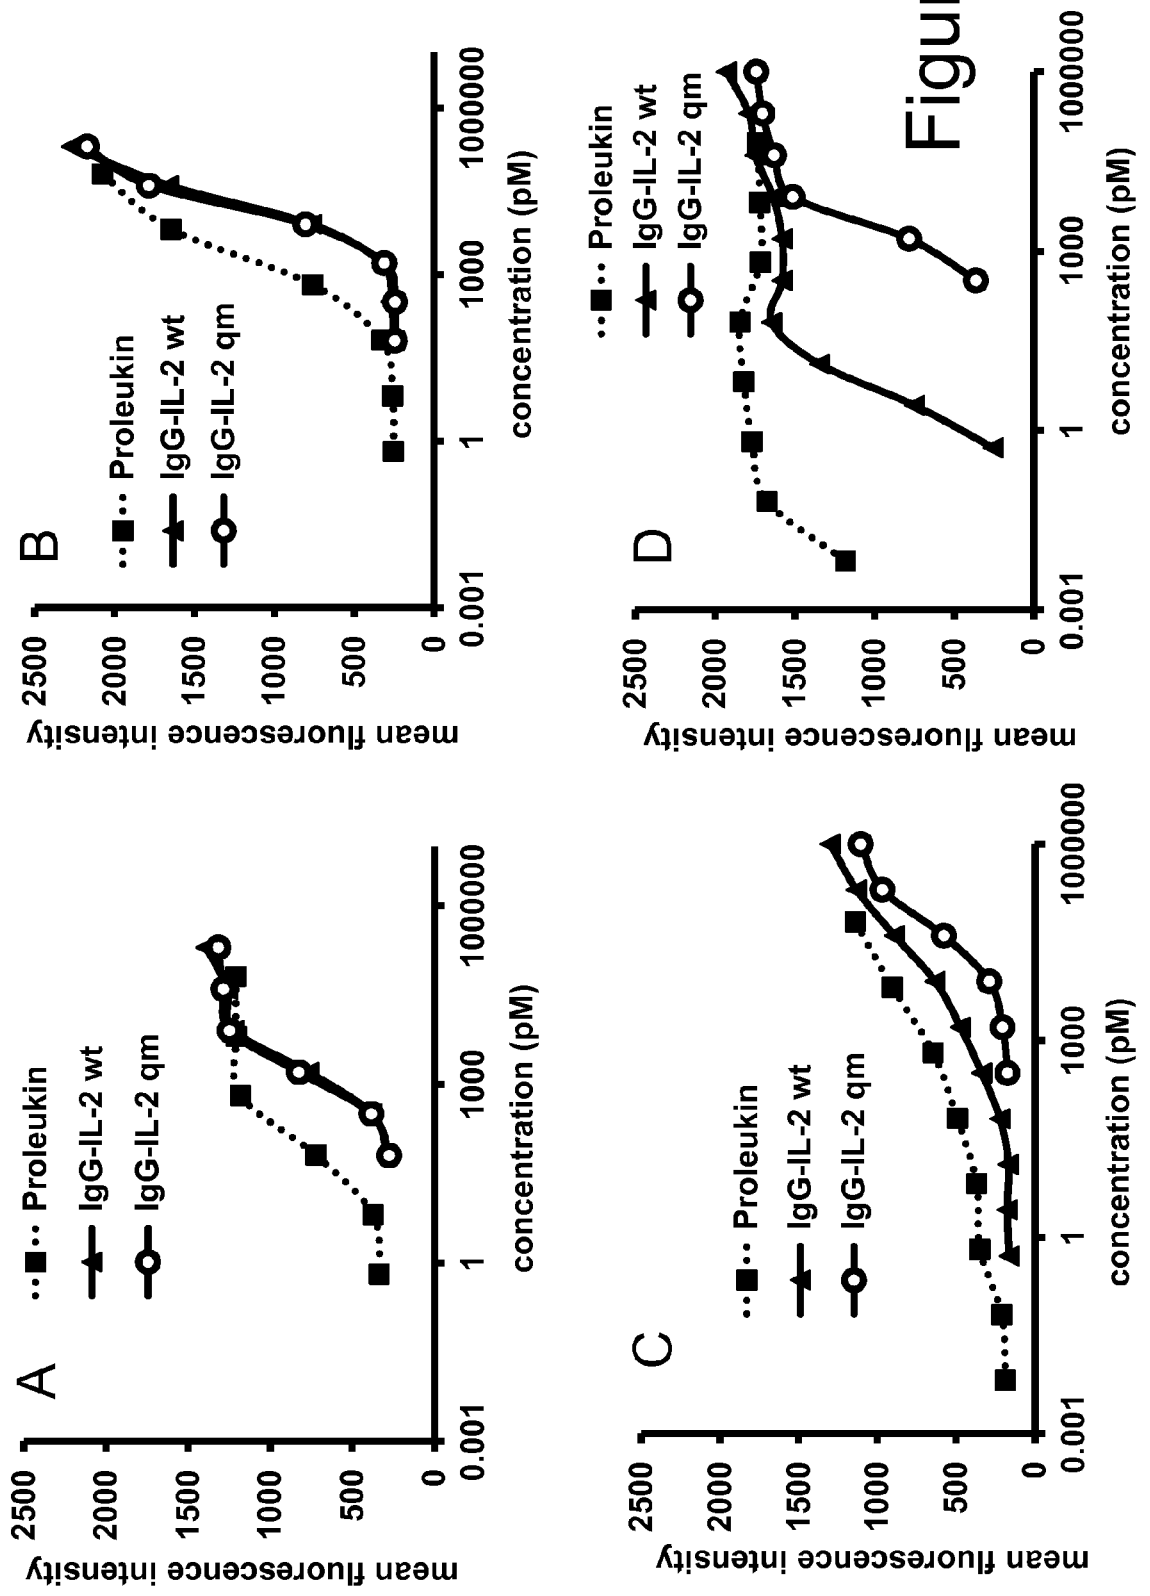 A
mean fluorescence intensity
2500
2000
1500
1000
500
0
0.001
1
1000
1000000
concentration (pM)
Proleukin
IgG-IL-2 wt
IgG-IL-2 qm
B
mean fluorescence intensity
2500
2000
1500
1000
500
0
0.001
1
1000
1000000
concentration (pM)
Proleukin
IgG-IL-2 wt
IgG-IL-2 qm
C
mean fluorescence intensity
2500
2000
1500
1000
500
0
0.001
1
1000
1000000
concentration (pM)
Proleukin
IgG-IL-2 wt
IgG-IL-2 qm
D
mean fluorescence intensity
2500
2000
1500
1000
500
0
0.001
1
1000
1000000
concentration (pM)
Proleukin
IgG-IL-2 wt
IgG-IL-2 qm